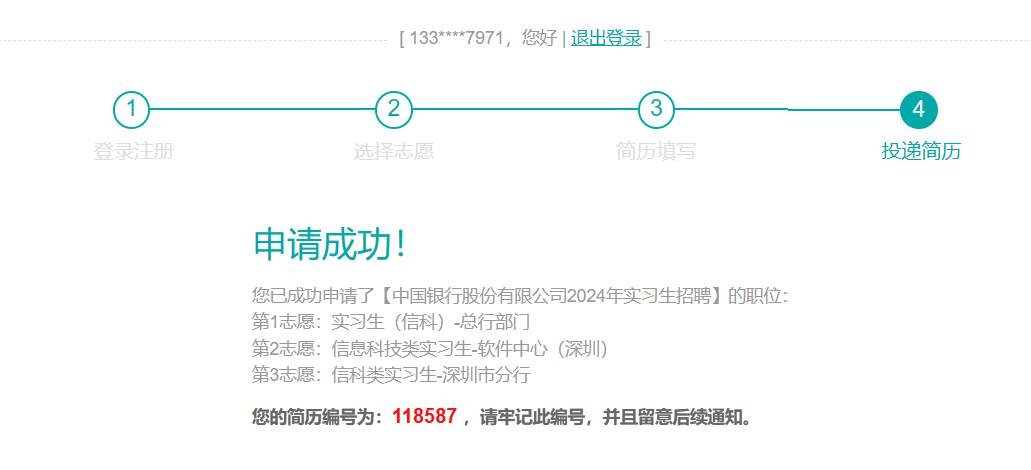 [ 133****7971，您好 | 退出登录 ]
1 2 3 4
登录注册 选择志愿 简历填写 投递简历
申请成功！
您已成功申请了【中国银行股份有限公司2024年实习生招聘】的职位：
第1志愿：实习生（信科）-总行部门
第2志愿：信息科技类实习生-软件中心（深圳）
第3志愿：信科类实习生-深圳市分行
您的简历编号为：118587 ，请牢记此编号，并且留意后续通知。